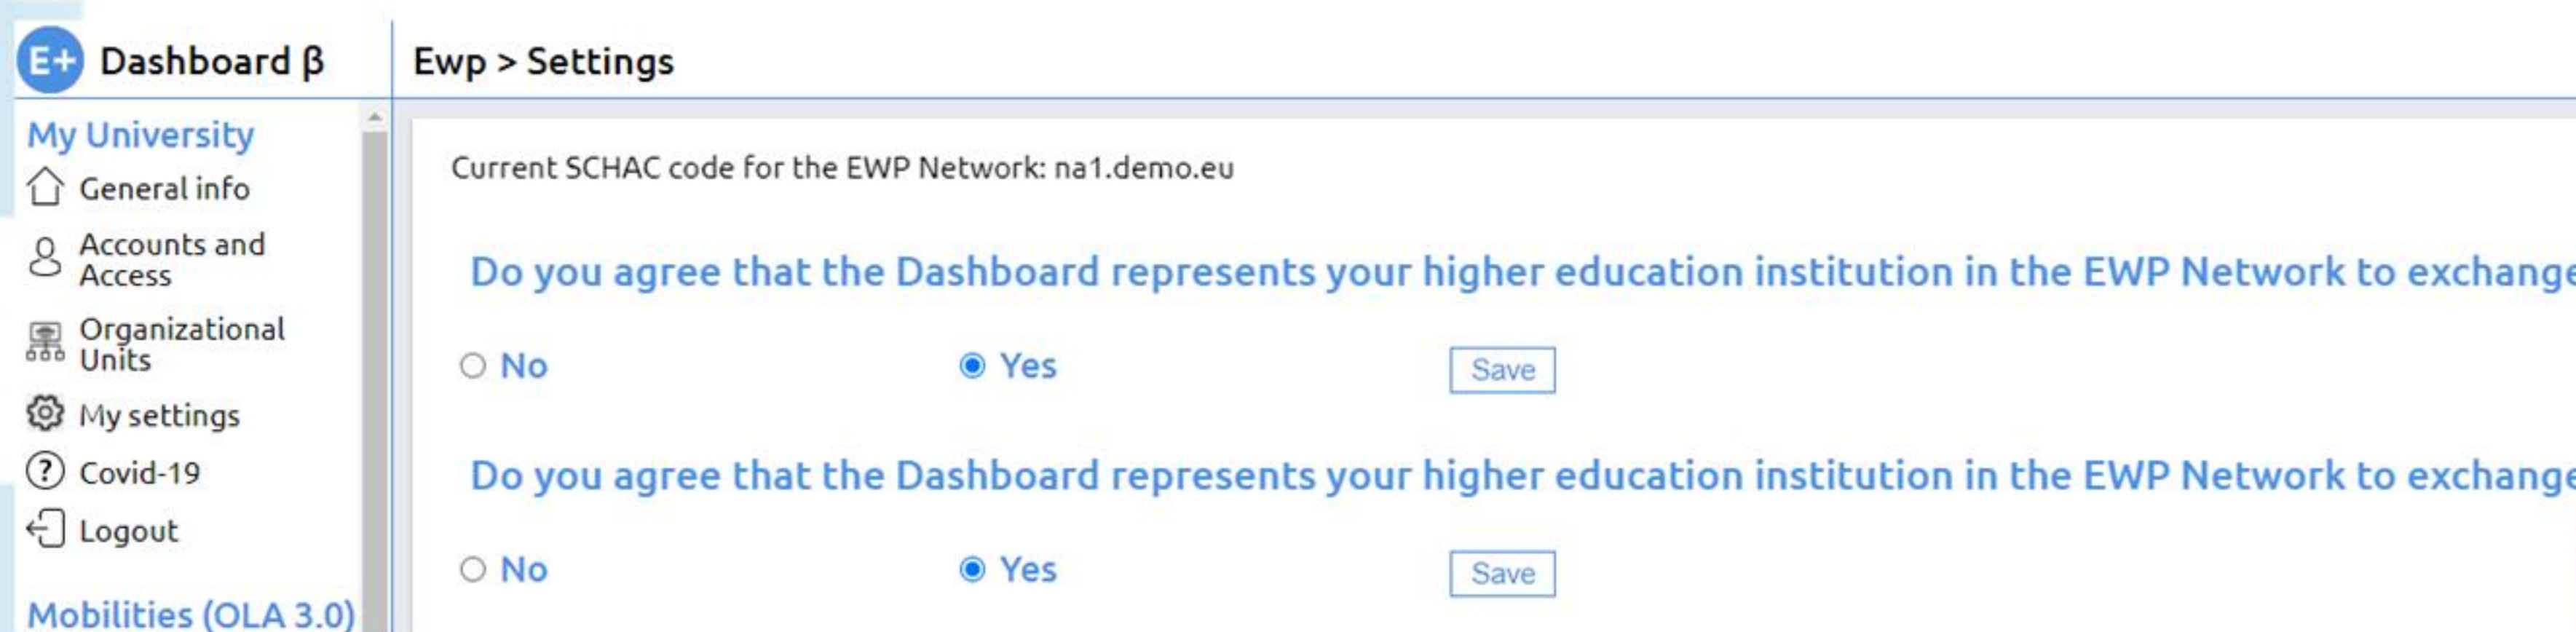 E+ Dashboard β
Ewp > Settings
My University
General info
Accounts and
Access
Organizational
Units
My settings
? Covid-19
Logout
Mobilities (OLA 3.0)
Current SCHAC code for the EWP Network: na1.demo.eu
Do you agree that the Dashboard represents your higher education institution in the EWP Network to exchange
No Yes Save
Do you agree that the Dashboard represents your higher education institution in the EWP Network to exchange
No Yes Save